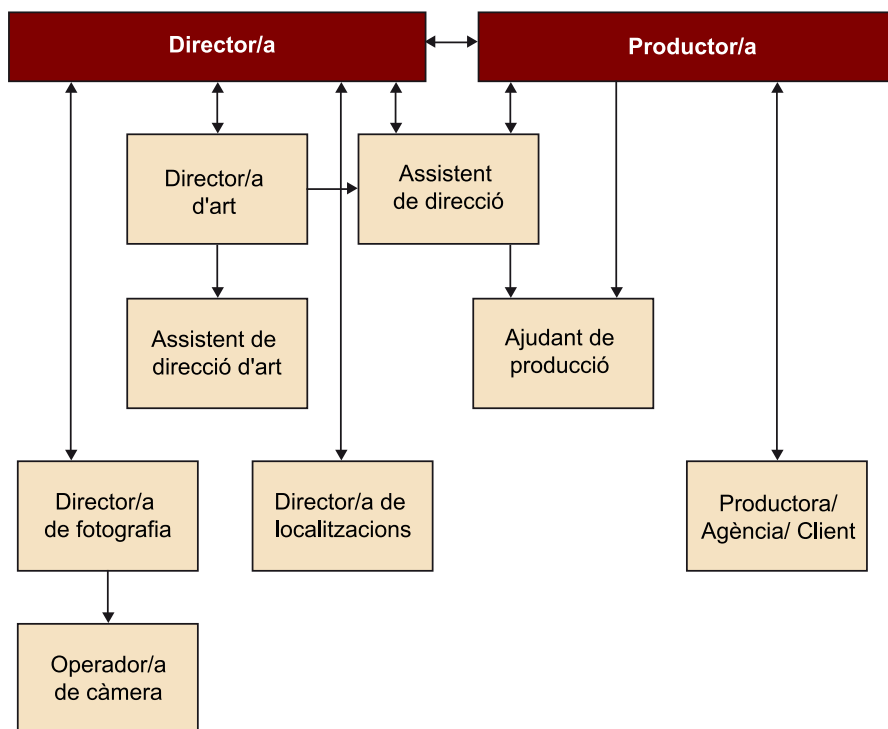 Director/a
Productor/a
Director/a
d'art
Assistent
de direcció
Assistent de
direcció d'art
Ajudant de
producció
Director/a
de fotografia
Director/a de
localitzacions
Productora/
Agència/ Client
Operador/a
de càmera